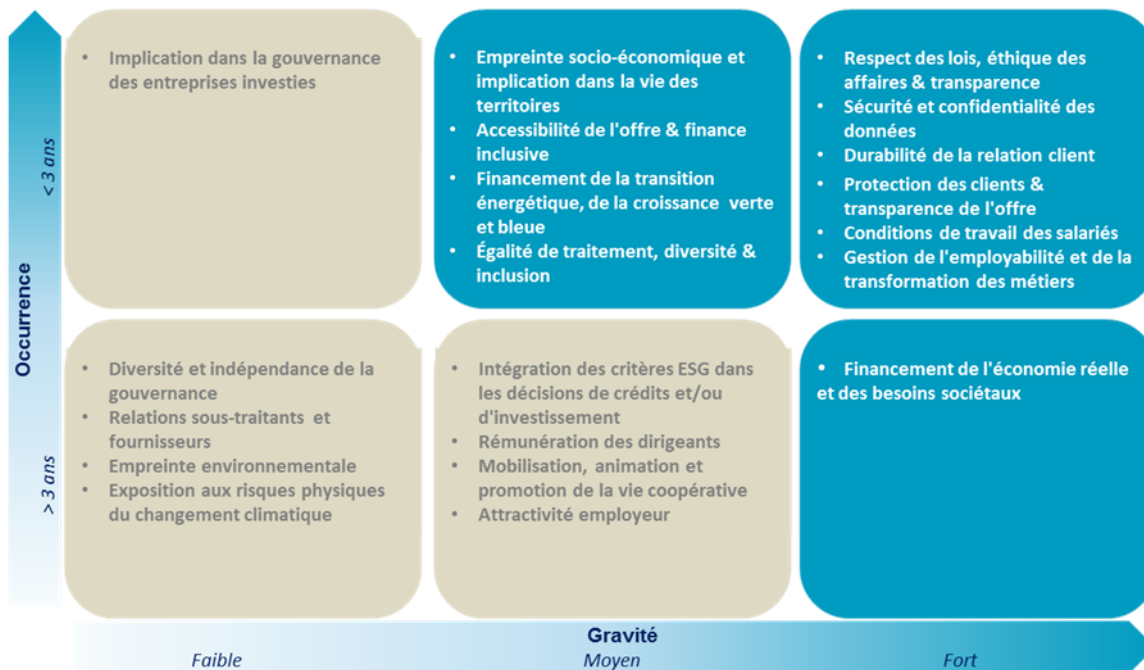 Occurrence
< 3 ans
> 3 ans
• Implication dans la gouvernance
des entreprises investies
• Empreinte socio-économique et
implication dans la vie des
territoires
• Accessibilité de l'offre & finance
inclusive
• Financement de la transition
énergétique, de la croissance verte
et bleue
• Égalité de traitement, diversité &
inclusion
• Respect des lois, éthique des
affaires & transparence
• Sécurité et confidentialité des
données
• Durabilité de la relation client
• Protection des clients &
transparence de l'offre
• Conditions de travail des salariés
• Gestion de l'employabilité et de la
transformation des métiers
• Diversité et indépendance de la
gouvernance
• Relations sous-traitants et
fournisseurs
• Empreinte environnementale
• Exposition aux risques physiques
du changement climatique
• Intégration des critères ESG dans
les décisions de crédits et/ou
d'investissement
• Rémunération des dirigeants
• Mobilisation, animation et
promotion de la vie coopérative
• Attractivité employeur
• Financement de l'économie réelle
et des besoins sociétaux
Gravité
Faible
Moyen
Fort